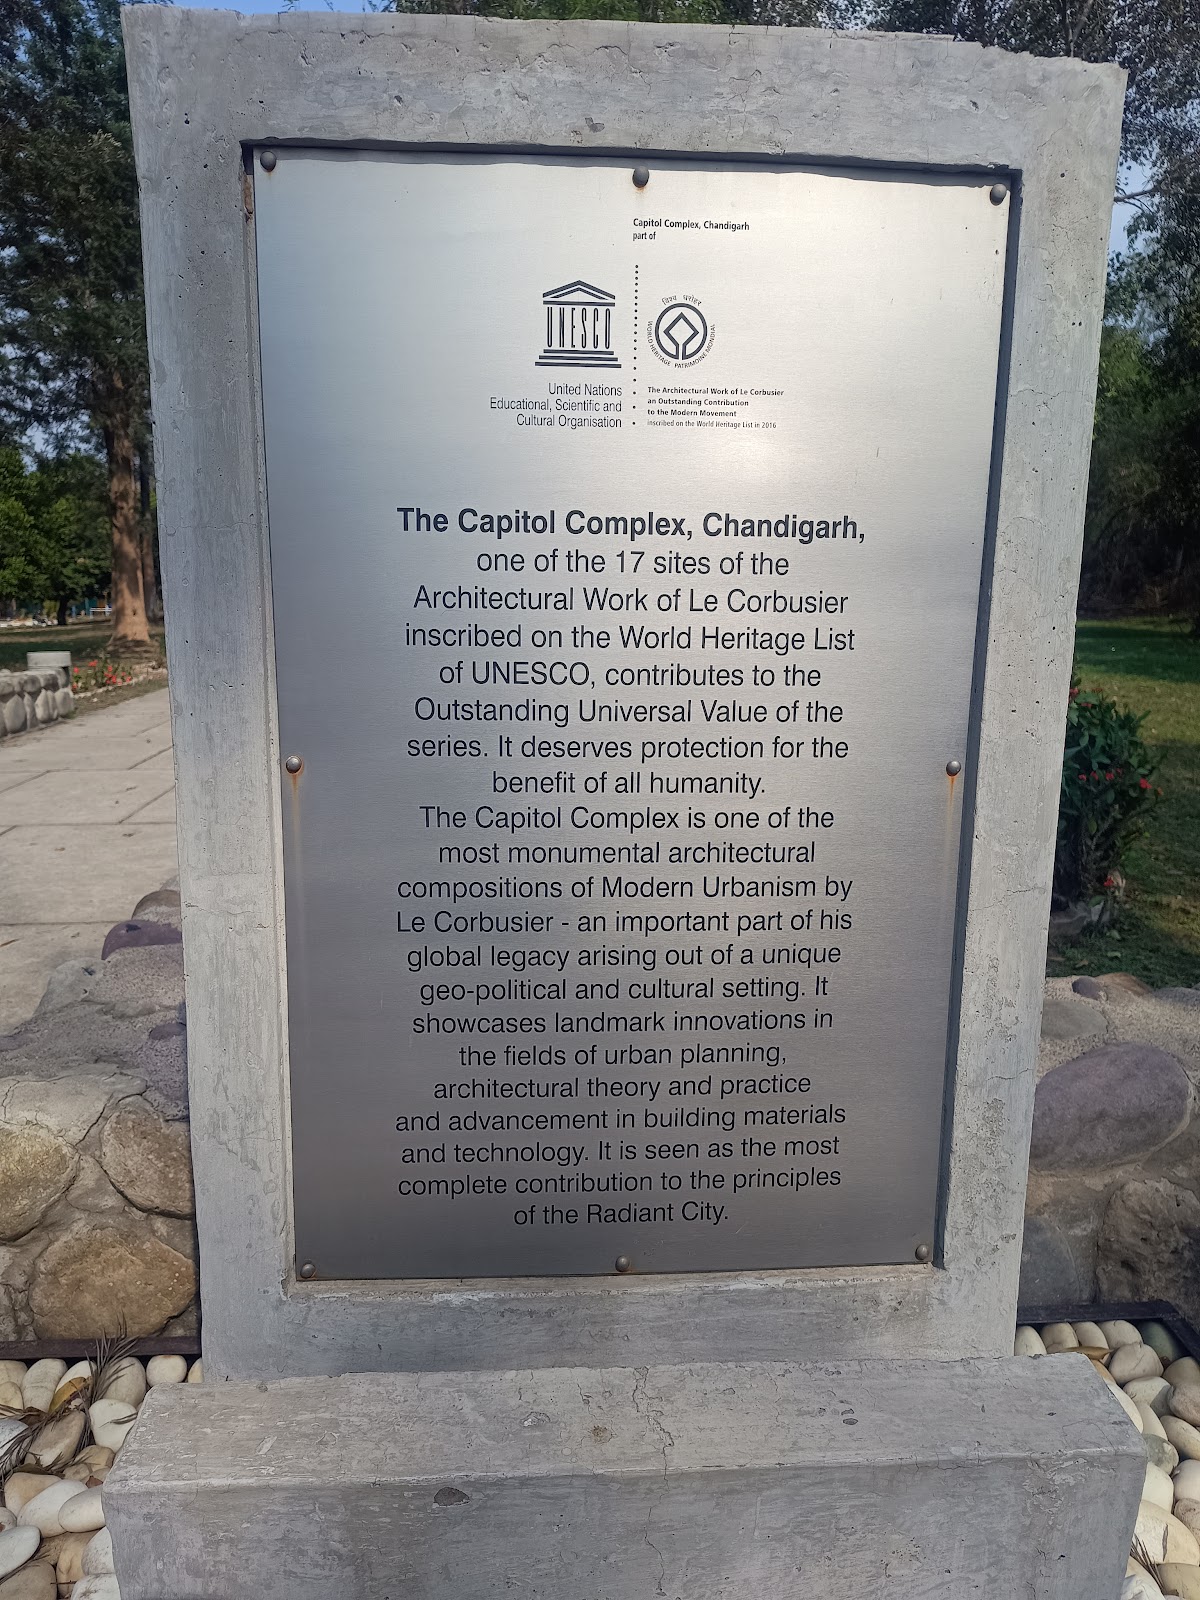 Capitol Complex, Chandigarh
part of
UNESCO
United Nations
Educational, Scientific and
Cultural Organisation
विश्व धरोहर
WORLD HERITAGE PATRIMOINE MONDIAL
The Architectural Work of Le Corbusier
an Outstanding Contribution
to the Modern Movement
inscribed on the World Heritage List in 2016
The Capitol Complex, Chandigarh,
one of the 17 sites of the
Architectural Work of Le Corbusier
inscribed on the World Heritage List
of UNESCO, contributes to the
Outstanding Universal Value of the
series. It deserves protection for the
benefit of all humanity.
The Capitol Complex is one of the
most monumental architectural
compositions of Modern Urbanism by
Le Corbusier - an important part of his
global legacy arising out of a unique
geo-political and cultural setting. It
showcases landmark innovations in
the fields of urban planning,
architectural theory and practice
and advancement in building materials
and technology. It is seen as the most
complete contribution to the principles
of the Radiant City.